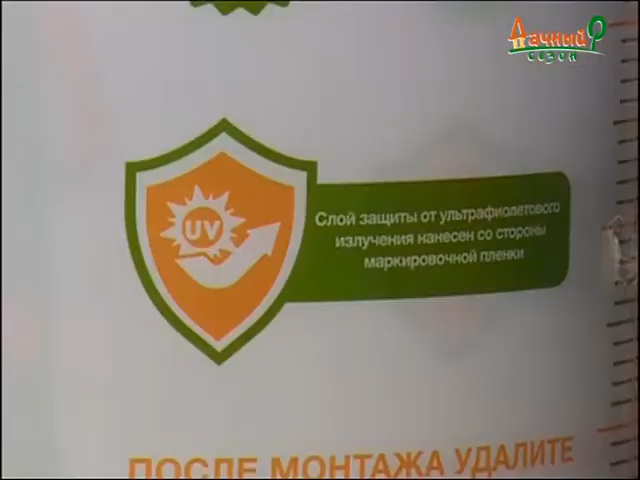 Дачный
сезон
UV
Слой защиты от ультрафиолетового
излучения нанесен со стороны
маркировочной пленки
ПОСЛЕ МОНТАЖА УДАЛИТЕ